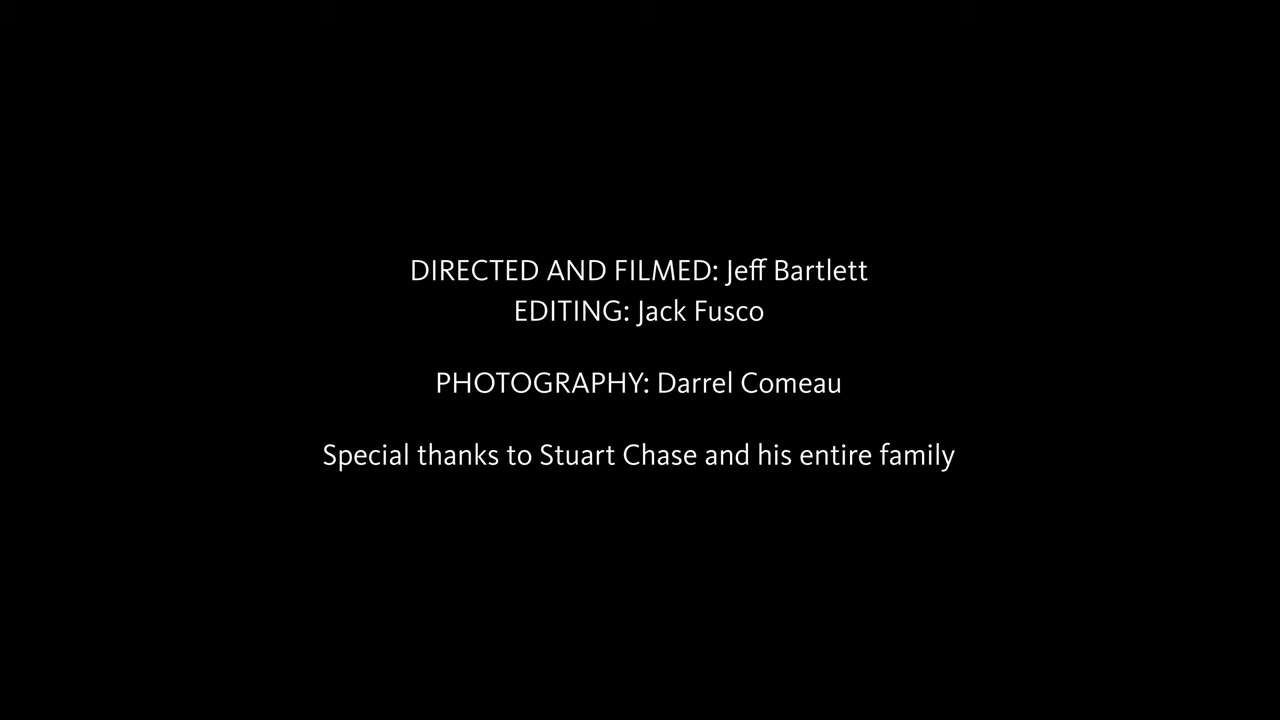 DIRECTED AND FILMED: Jeff Bartlett
EDITING: Jack Fusco
PHOTOGRAPHY: Darrel Comeau
Special thanks to Stuart Chase and his entire family